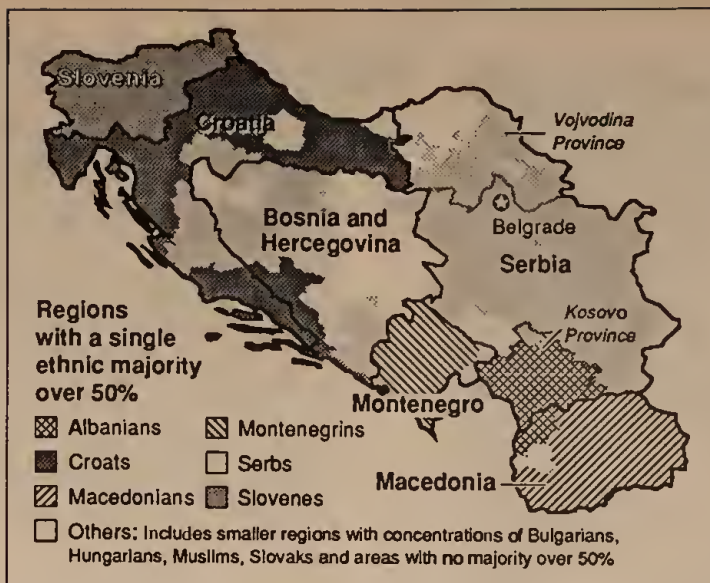 Slovenia
Croatia
Vojvodina
Province
Belgrade
Bosnia and
Hercegovina
Serbia
Kosovo
Province
Montenegro
Macedonia
Regions
with a single
ethnic majority
over 50%
Albanians
Montenegrins
Croats
Serbs
Macedonians
Slovenes
Others: Includes smaller regions with concentrations of Bulgarians,
Hungarians, Muslims, Slovaks and areas with no majority over 50%